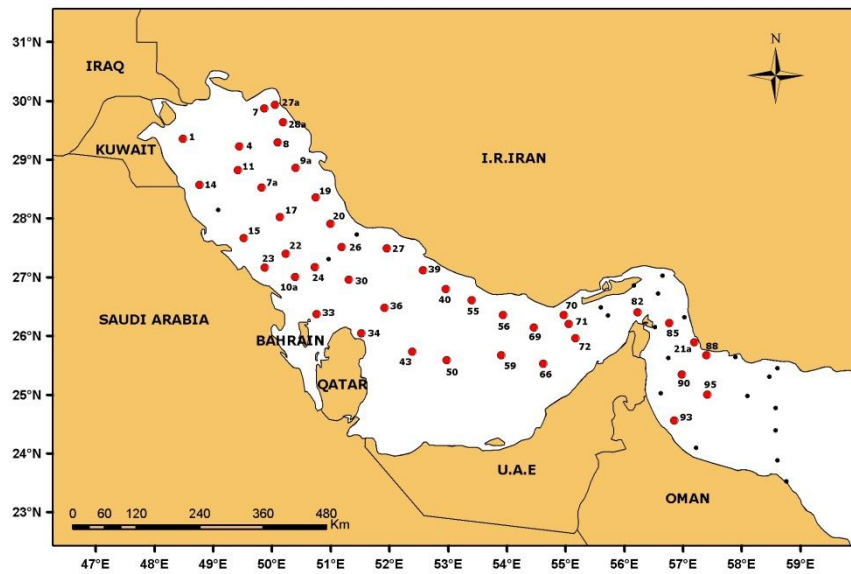 31°N
30°N
29°N
28°N
27°N
26°N
25°N
24°N
23°N
IRAQ
KUWAIT
I.R.IRAN
SAUDI ARABIA
BAHRAIN
QATAR
U.A.E
OMAN
N
27a
7
28a
1
4
8
9a
11
14
7a
19
17
20
15
22
26
27
23
24
10a
30
39
40
55
33
36
34
56
70
71
69
72
82
85
21a
88
43
50
59
66
90
95
93
0 60 120 240 360 480
Km
47°E 48°E 49°E 50°E 51°E 52°E 53°E 54°E 55°E 56°E 57°E 58°E 59°E